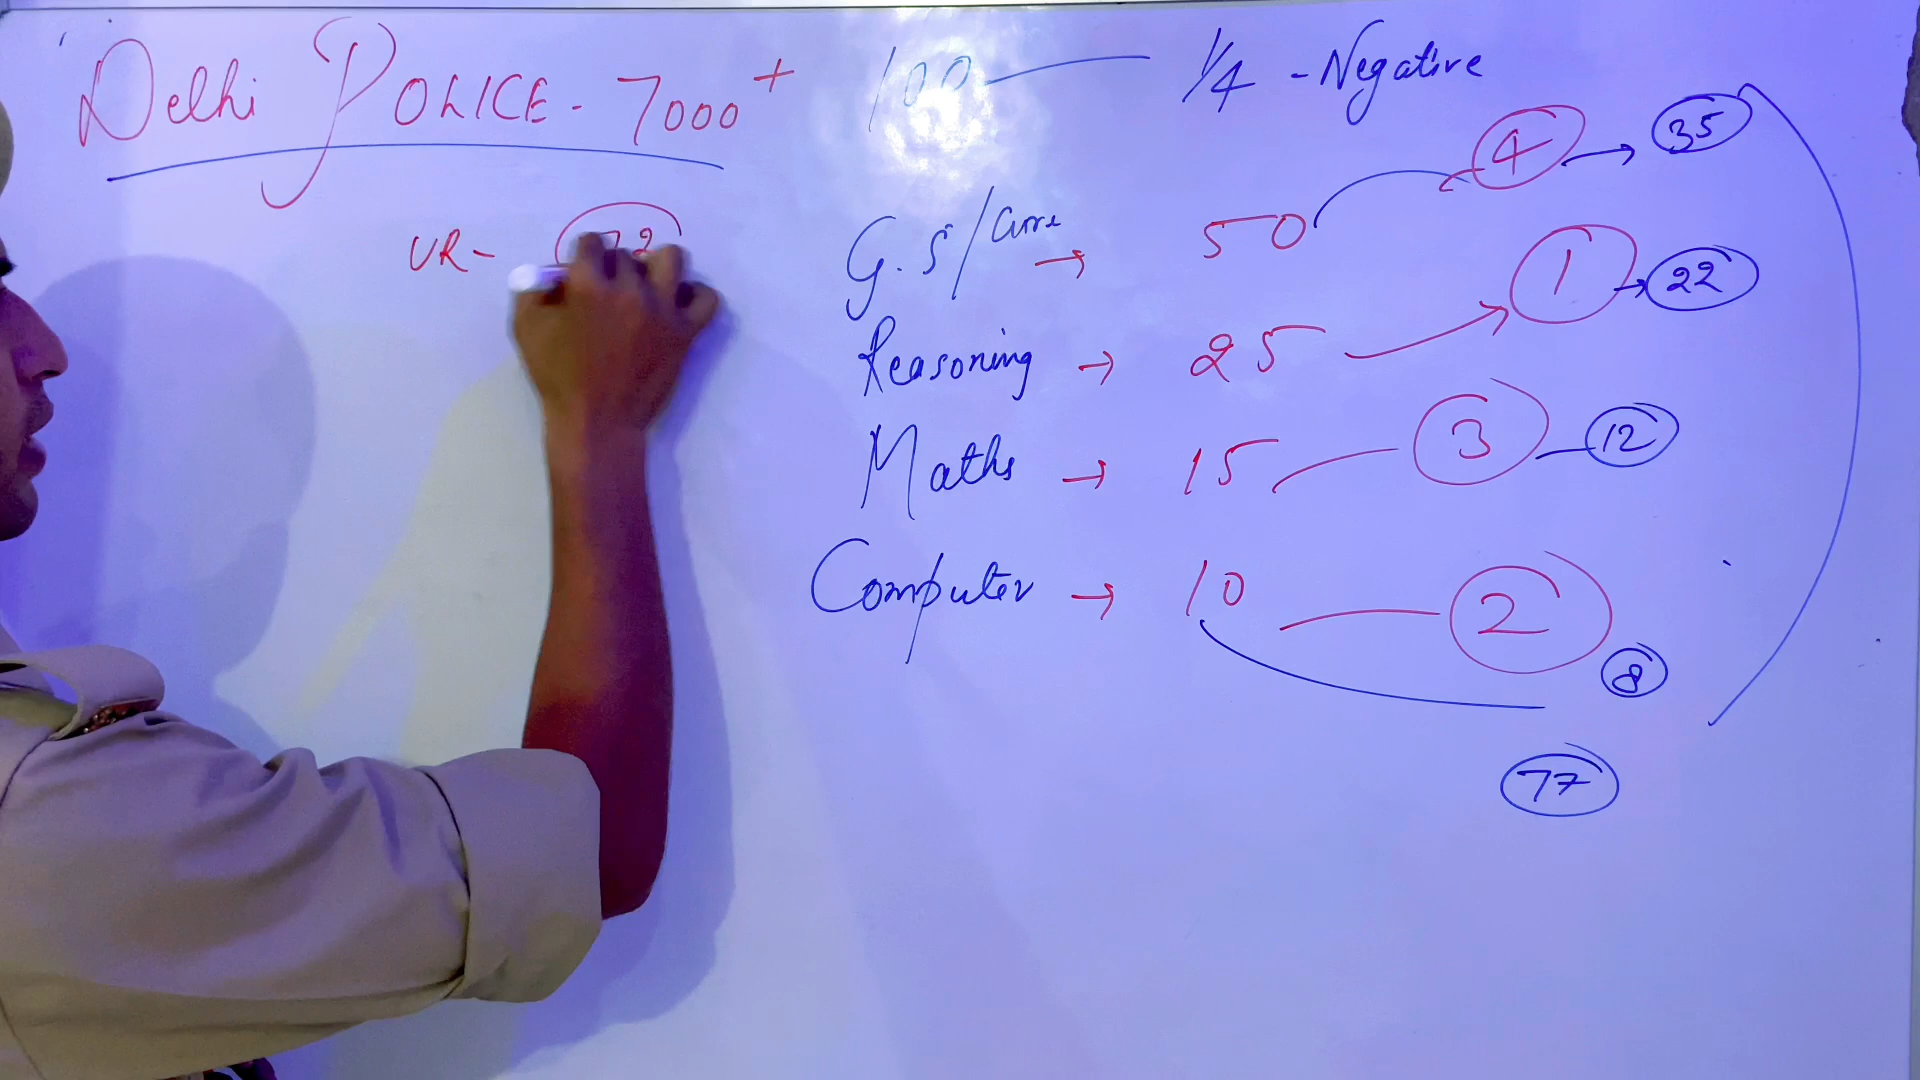 Delhi POLICE - 7000+ 100 1/4 - Negative
UR -
G.S/Curre → 50 4 → 35
Reasoning → 25 → 1 → 22
Maths → 15 3 12
Computer → 10 2 8
77